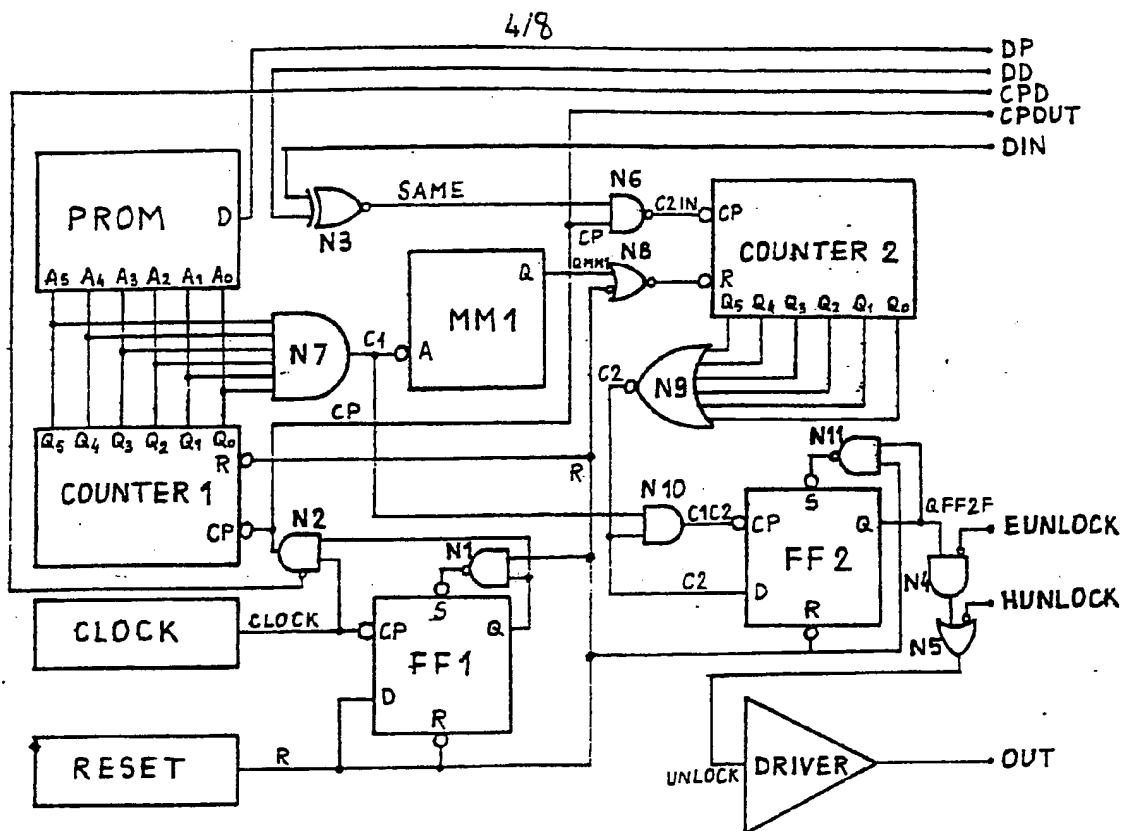 4/8
DP
DD
CPD
CPOUT
DIN
PROM
D
A5 A4 A3 A2 A1 A0
N3
SAME
N6
C2IN
CP
N8
QMM1
CP
R
COUNTER 2
Q5 Q4 Q3 Q2 Q1 Q0
Q
MM1
A
N7
C1
CP
C2
N9
Q5 Q4 Q3 Q2 Q1 Q0
R
COUNTER 1
CP
R
N2
N1
N10
C1C2
N11
S
CP
Q
FF2
D
R
QFF2F
EUNLOCK
N4
HUNLOCK
N5
C2
CLOCK
CLOCK
S
CP
Q
FF1
D
R
RESET
R
UNLOCK
DRIVER
OUT